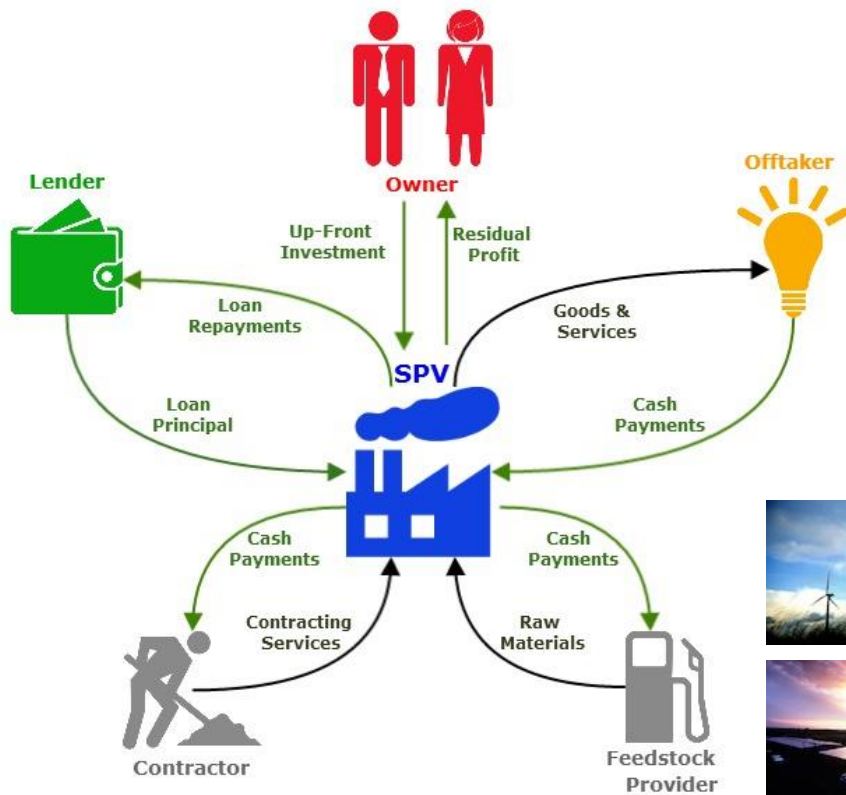 Owner
Lender
Offtaker
Up-Front
Investment
Residual
Profit
Loan
Repayments
Goods &
Services
SPV
Loan
Principal
Cash
Payments
Cash
Payments
Cash
Payments
Contracting
Services
Raw
Materials
Contractor
Feedstock
Provider